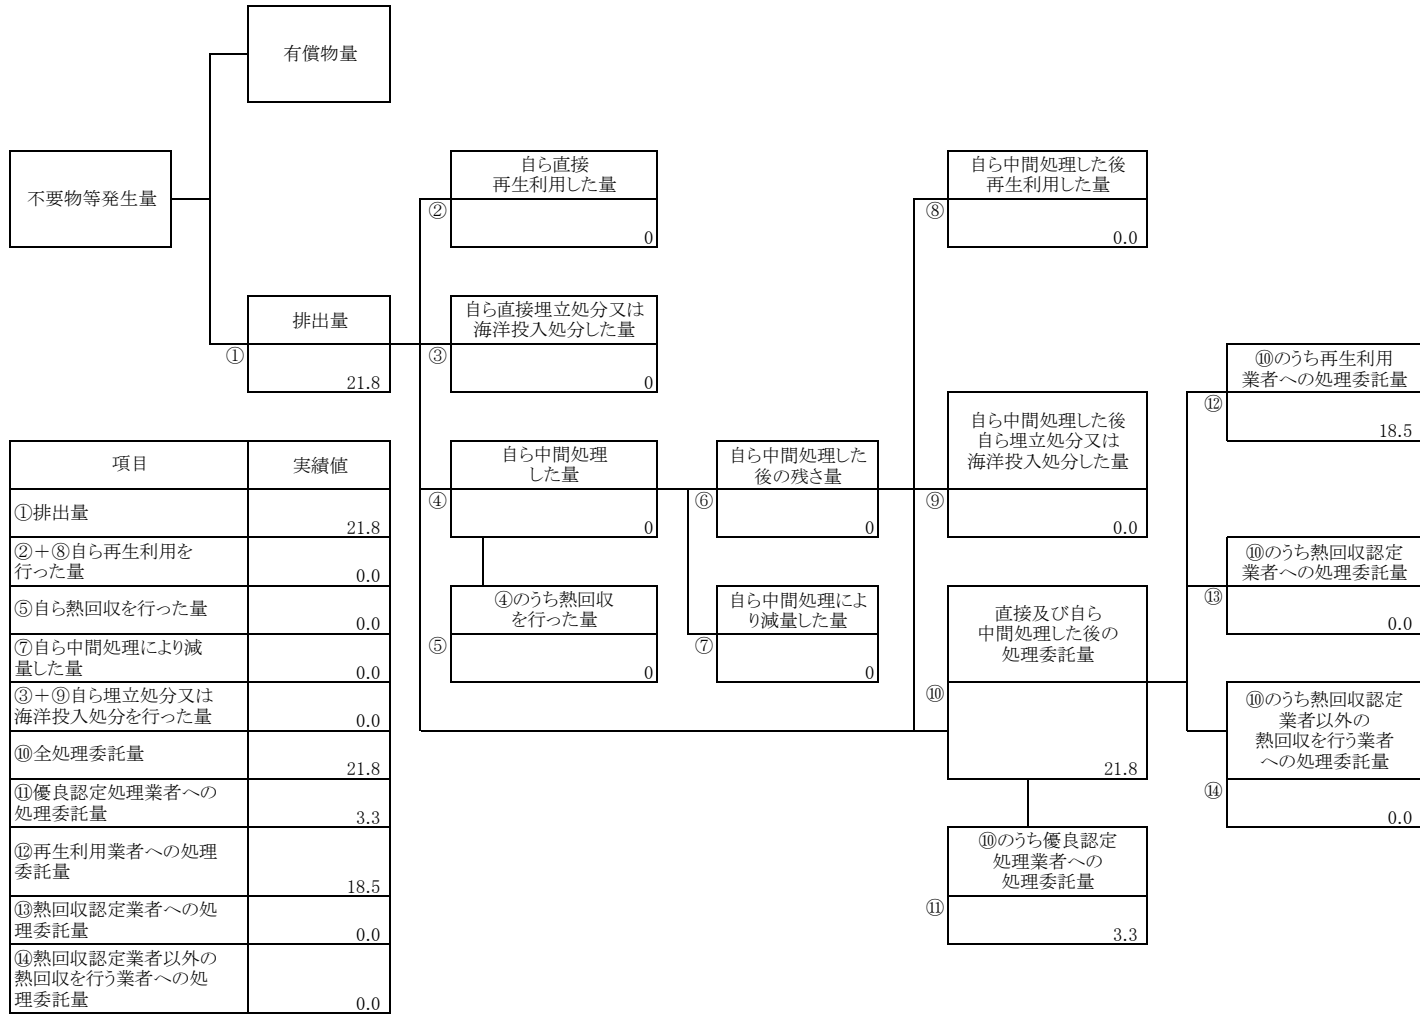 有償物量
不要物等発生量
排出量
①
21.8
自ら直接
再生利用した量
②
0
自ら直接埋立処分又は
海洋投入処分した量
③
0
自ら中間処理
した量
④
0
④のうち熱回収
を行った量
⑤
0
自ら中間処理した
後の残さ量
⑥
0
自ら中間処理によ
り減量した量
⑦
0
自ら中間処理した後
再生利用した量
⑧
0.0
自ら中間処理した後
自ら埋立処分又は
海洋投入処分した量
⑨
0.0
直接及び自ら
中間処理した後の
処理委託量
⑩
21.8
⑩のうち優良認定
処理業者への
処理委託量
⑪
3.3
⑩のうち再生利用
業者への処理委託量
⑫
18.5
⑩のうち熱回収認定
業者への処理委託量
⑬
0.0
⑩のうち熱回収認定
業者以外の
熱回収を行う業者
への処理委託量
⑭
0.0
項目 実績値
①排出量
21.8
②＋⑧自ら再生利用を
行った量 0.0
⑤自ら熱回収を行った量
0.0
⑦自ら中間処理により減
量した量 0.0
③＋⑨自ら埋立処分又は
海洋投入処分を行った量 0.0
⑩全処理委託量
21.8
⑪優良認定処理業者への
処理委託量 3.3
⑫再生利用業者への処理
委託量
18.5
⑬熱回収認定業者への処
理委託量 0.0
⑭熱回収認定業者以外の
熱回収を行う業者への処
理委託量 0.0